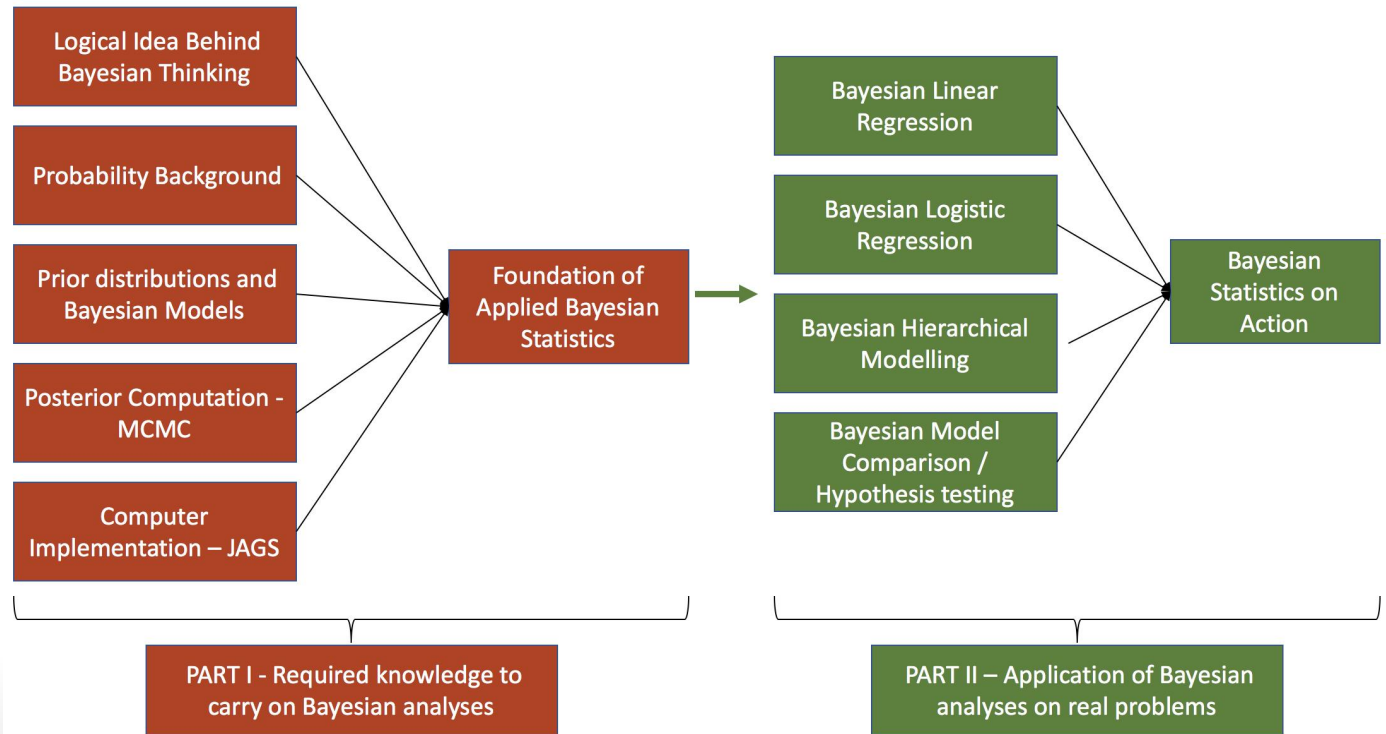 Logical Idea Behind
Bayesian Thinking
Probability Background
Prior distributions and
Bayesian Models
Posterior Computation -
MCMC
Computer
Implementation – JAGS
Foundation of
Applied Bayesian
Statistics
PART I - Required knowledge to
carry on Bayesian analyses
Bayesian Linear
Regression
Bayesian Logistic
Regression
Bayesian Hierarchical
Modelling
Bayesian Model
Comparison /
Hypothesis testing
Bayesian
Statistics on
Action
PART II – Application of Bayesian
analyses on real problems